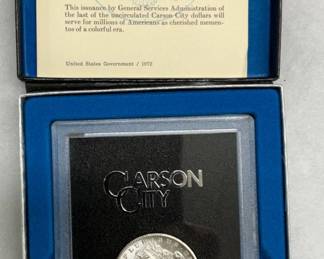 This issuance by General Services Administration of
the last of the uncirculated Carson City dollars will
serve for millions of Americans as cherished memen-
tos of a colorful era.
United States Government / 1972
CARSON
CITY